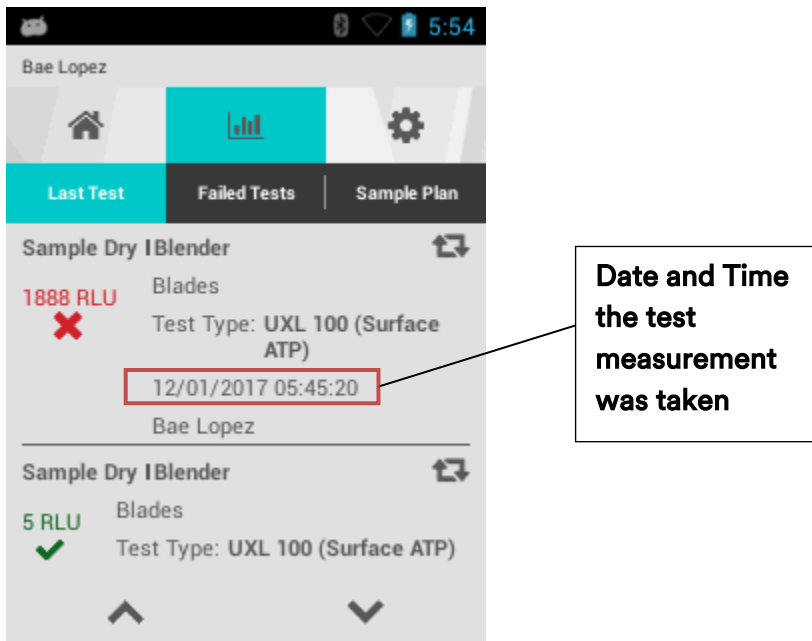 5:54
Bae Lopez
Last Test Failed Tests Sample Plan
Sample Dry I Blender
1888 RLU
Blades
Test Type: UXL 100 (Surface
ATP)
12/01/2017 05:45:20
Bae Lopez
Sample Dry I Blender
5 RLU
Blades
Test Type: UXL 100 (Surface ATP)
Date and Time
the test
measurement
was taken